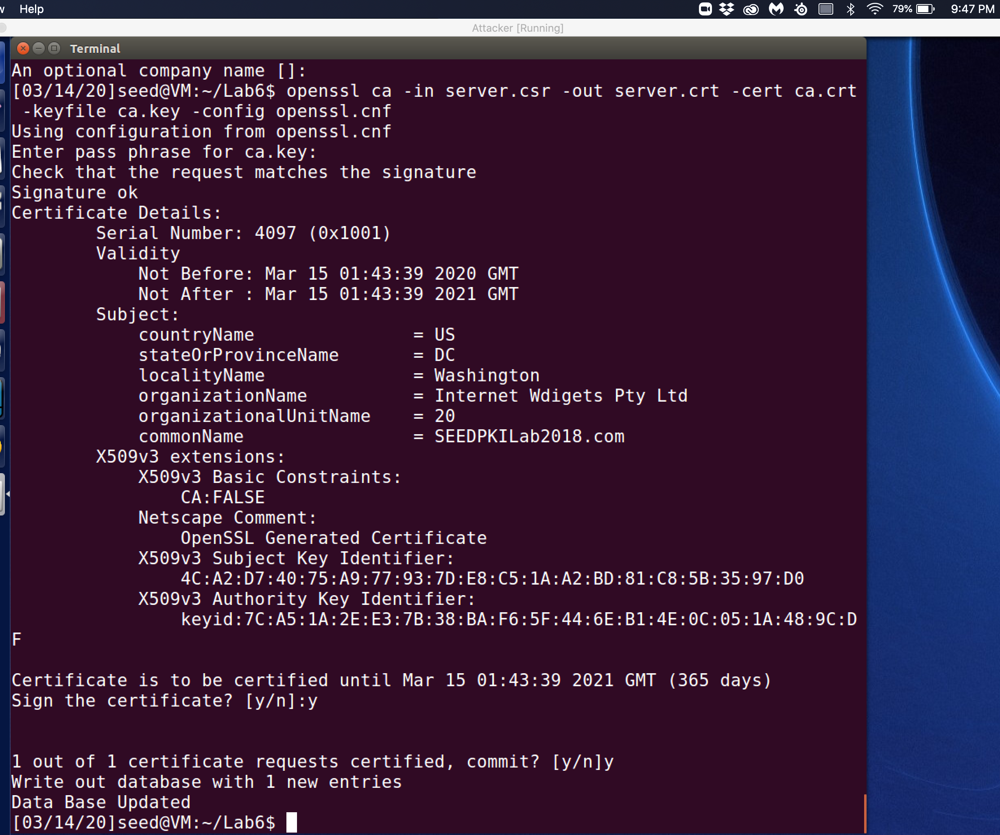 Help
79%
9:47 PM
Attacker [Running]
Terminal
An optional company name []:
[03/14/20]seed@VM:~/Lab6$ openssl ca -in server.csr -out server.crt -cert ca.crt
 -keyfile ca.key -config openssl.cnf
Using configuration from openssl.cnf
Enter pass phrase for ca.key:
Check that the request matches the signature
Signature ok
Certificate Details:
        Serial Number: 4097 (0x1001)
        Validity
            Not Before: Mar 15 01:43:39 2020 GMT
            Not After : Mar 15 01:43:39 2021 GMT
        Subject:
            countryName               = US
            stateOrProvinceName       = DC
            localityName              = Washington
            organizationName          = Internet Wdigets Pty Ltd
            organizationalUnitName    = 20
            commonName                = SEEDPKILab2018.com
        X509v3 extensions:
            X509v3 Basic Constraints:
                CA:FALSE
            Netscape Comment:
                OpenSSL Generated Certificate
            X509v3 Subject Key Identifier:
                4C:A2:D7:40:75:A9:77:93:7D:E8:C5:1A:A2:BD:81:C8:5B:35:97:D0
            X509v3 Authority Key Identifier:
                keyid:7C:A5:1A:2E:E3:7B:38:BA:F6:5F:44:6E:B1:4E:0C:05:1A:48:9C:D
F
Certificate is to be certified until Mar 15 01:43:39 2021 GMT (365 days)
Sign the certificate? [y/n]:y
1 out of 1 certificate requests certified, commit? [y/n]y
Write out database with 1 new entries
Data Base Updated
[03/14/20]seed@VM:~/Lab6$